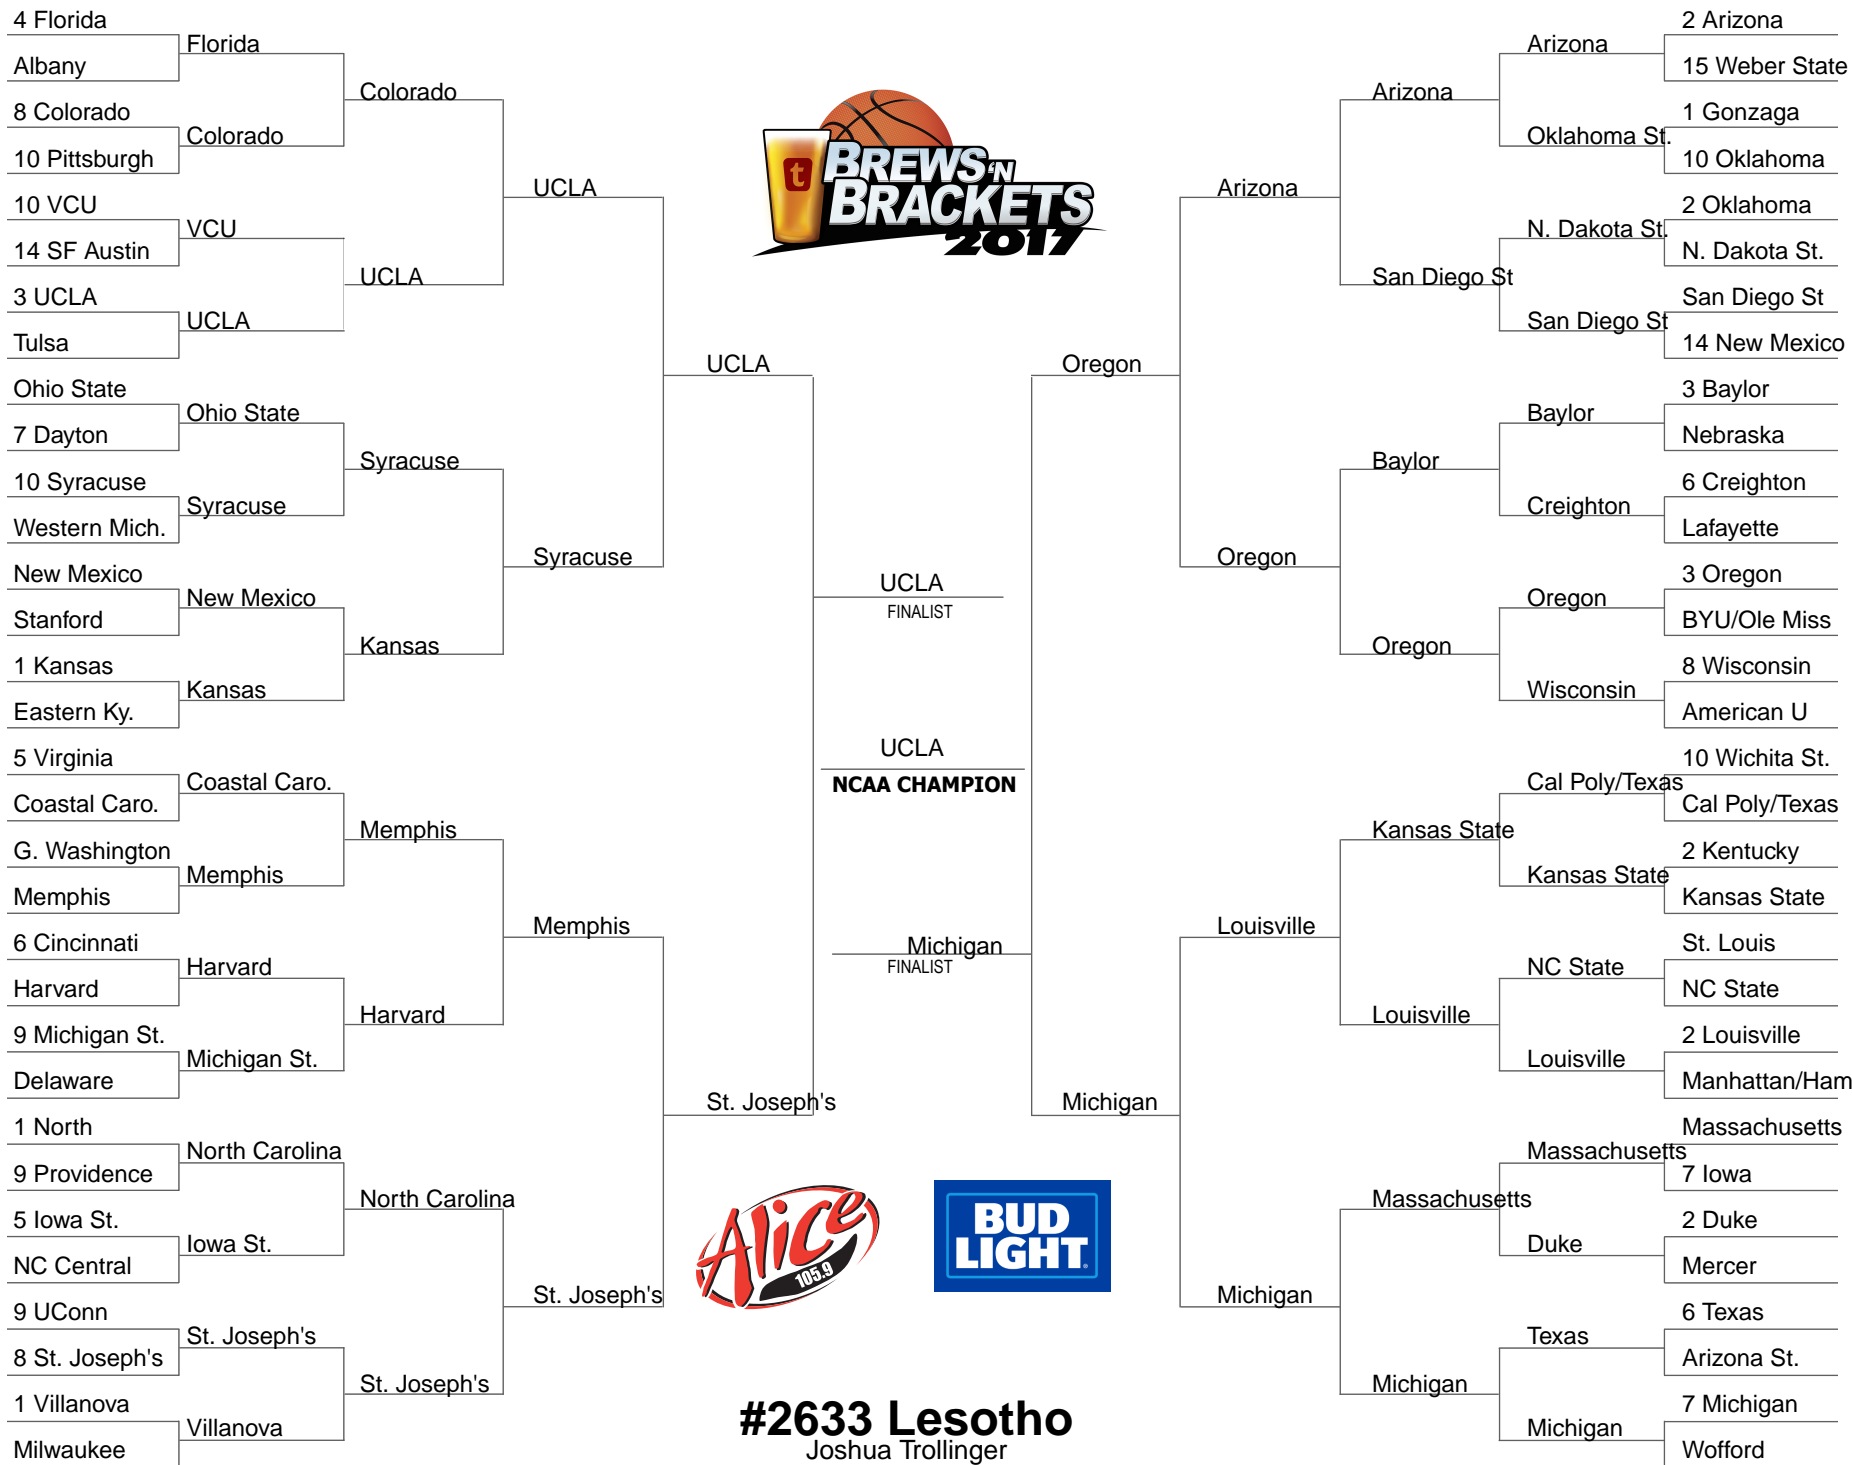 4 Florida
Albany
8 Colorado
10 Pittsburgh
10 VCU
14 SF Austin
3 UCLA
Tulsa
Ohio State
7 Dayton
10 Syracuse
Western Mich.
New Mexico
Stanford
1 Kansas
Eastern Ky.
5 Virginia
Coastal Caro.
G. Washington
Memphis
6 Cincinnati
Harvard
9 Michigan St.
Delaware
1 North
9 Providence
5 Iowa St.
NC Central
9 UConn
8 St. Joseph's
1 Villanova
Milwaukee
Florida
Colorado
VCU
UCLA
Ohio State
Syracuse
New Mexico
Kansas
Coastal Caro.
Memphis
Harvard
Michigan St.
North Carolina
Iowa St.
St. Joseph's
Villanova
Colorado
UCLA
Syracuse
Kansas
Memphis
Harvard
North Carolina
St. Joseph's
UCLA
Syracuse
Memphis
St. Joseph's
UCLA
St. Joseph's
t
BREWS 'N
BRACKETS
2017
UCLA
FINALIST
UCLA
NCAA CHAMPION
Michigan
FINALIST
Alice
105.9
BUD
LIGHT
#2633 Lesotho
Joshua Trollinger
Oregon
Michigan
Arizona
Oregon
Louisville
Michigan
Arizona
San Diego St
Baylor
Oregon
Kansas State
Louisville
Massachusetts
Michigan
Arizona
Oklahoma St.
N. Dakota St.
San Diego St
Baylor
Creighton
Oregon
Wisconsin
Cal Poly/Texas
Kansas State
NC State
Louisville
Massachusetts
Duke
Texas
Michigan
2 Arizona
15 Weber State
1 Gonzaga
10 Oklahoma
2 Oklahoma
N. Dakota St.
San Diego St
14 New Mexico
3 Baylor
Nebraska
6 Creighton
Lafayette
3 Oregon
BYU/Ole Miss
8 Wisconsin
American U
10 Wichita St.
Cal Poly/Texas
2 Kentucky
Kansas State
St. Louis
NC State
2 Louisville
Manhattan/Ham
Massachusetts
7 Iowa
2 Duke
Mercer
6 Texas
Arizona St.
7 Michigan
Wofford